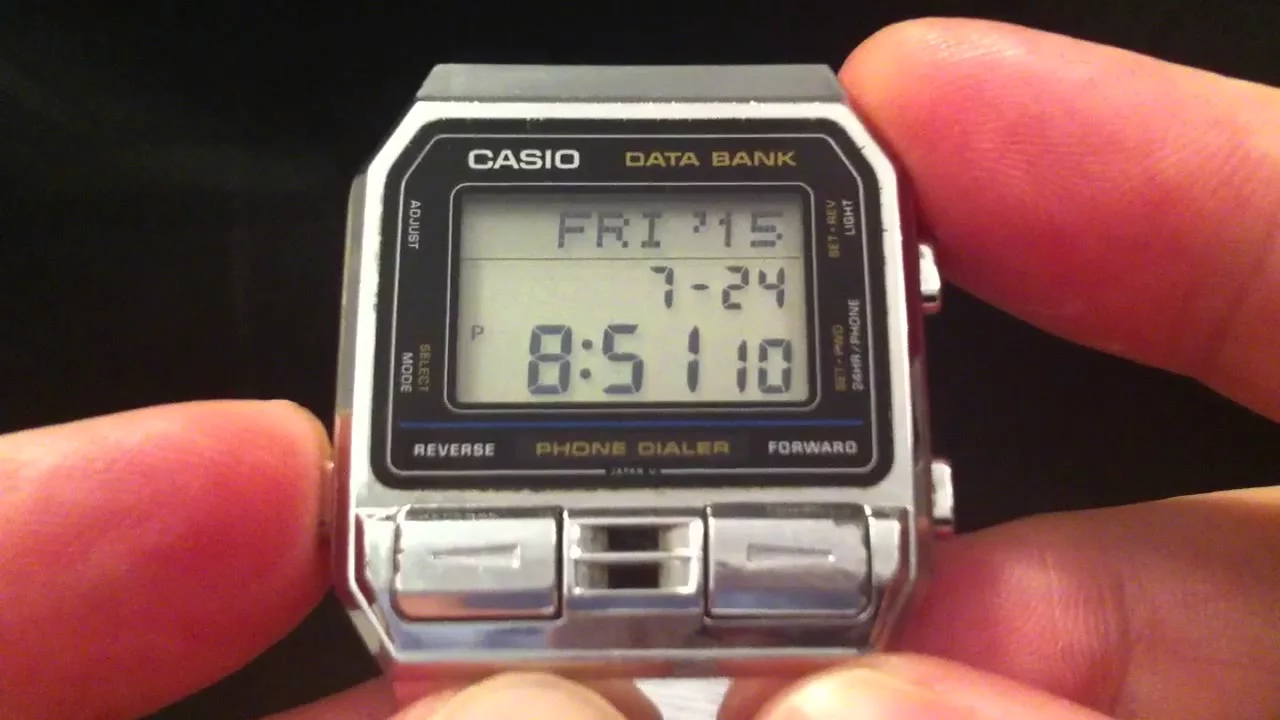 CASIO DATA BANK
ADJUST
SET·REV
LIGHT
FRI '15
7-24
P 8:51 10
SELECT
MODE
SET·FWD
24HR/PHONE
REVERSE PHONE DIALER FORWARD
JAPAN U